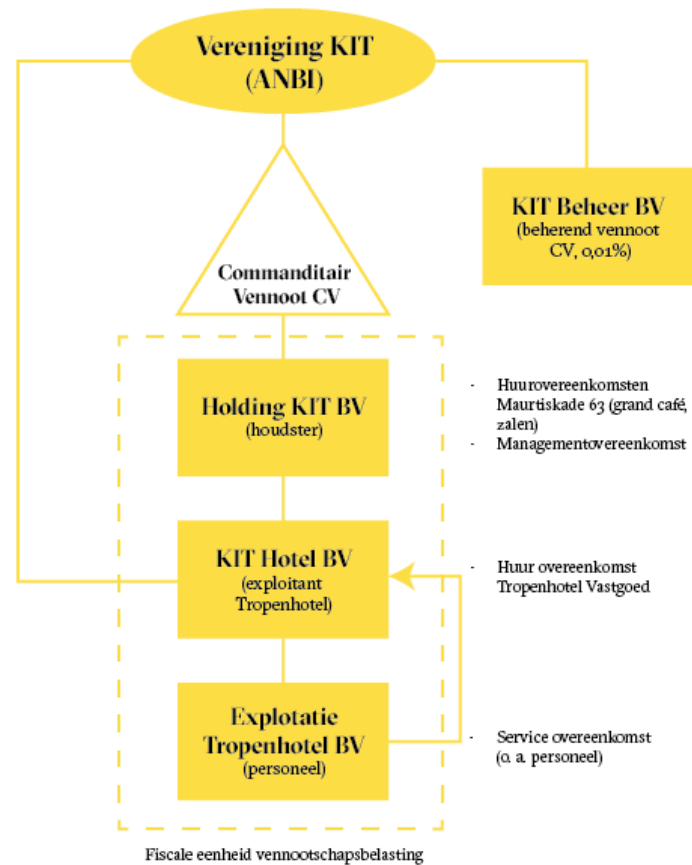 Vereniging KIT
(ANBI)
KIT Beheer BV
(beherend vennoot
CV, 0,01%)
Commanditair
Vennoot CV
Holding KIT BV
(houdster)
· Huurovereenkomsten
Maurtiskade 63 (grand café,
zalen)
· Managementovereenkomst
KIT Hotel BV
(exploitant
Tropenhotel)
· Huur overeenkomst
Tropenhotel Vastgoed
Explotatie
Tropenhotel BV
(personeel)
· Service overeenkomst
(o. a. personeel)
Fiscale eenheid vennootschapsbelasting